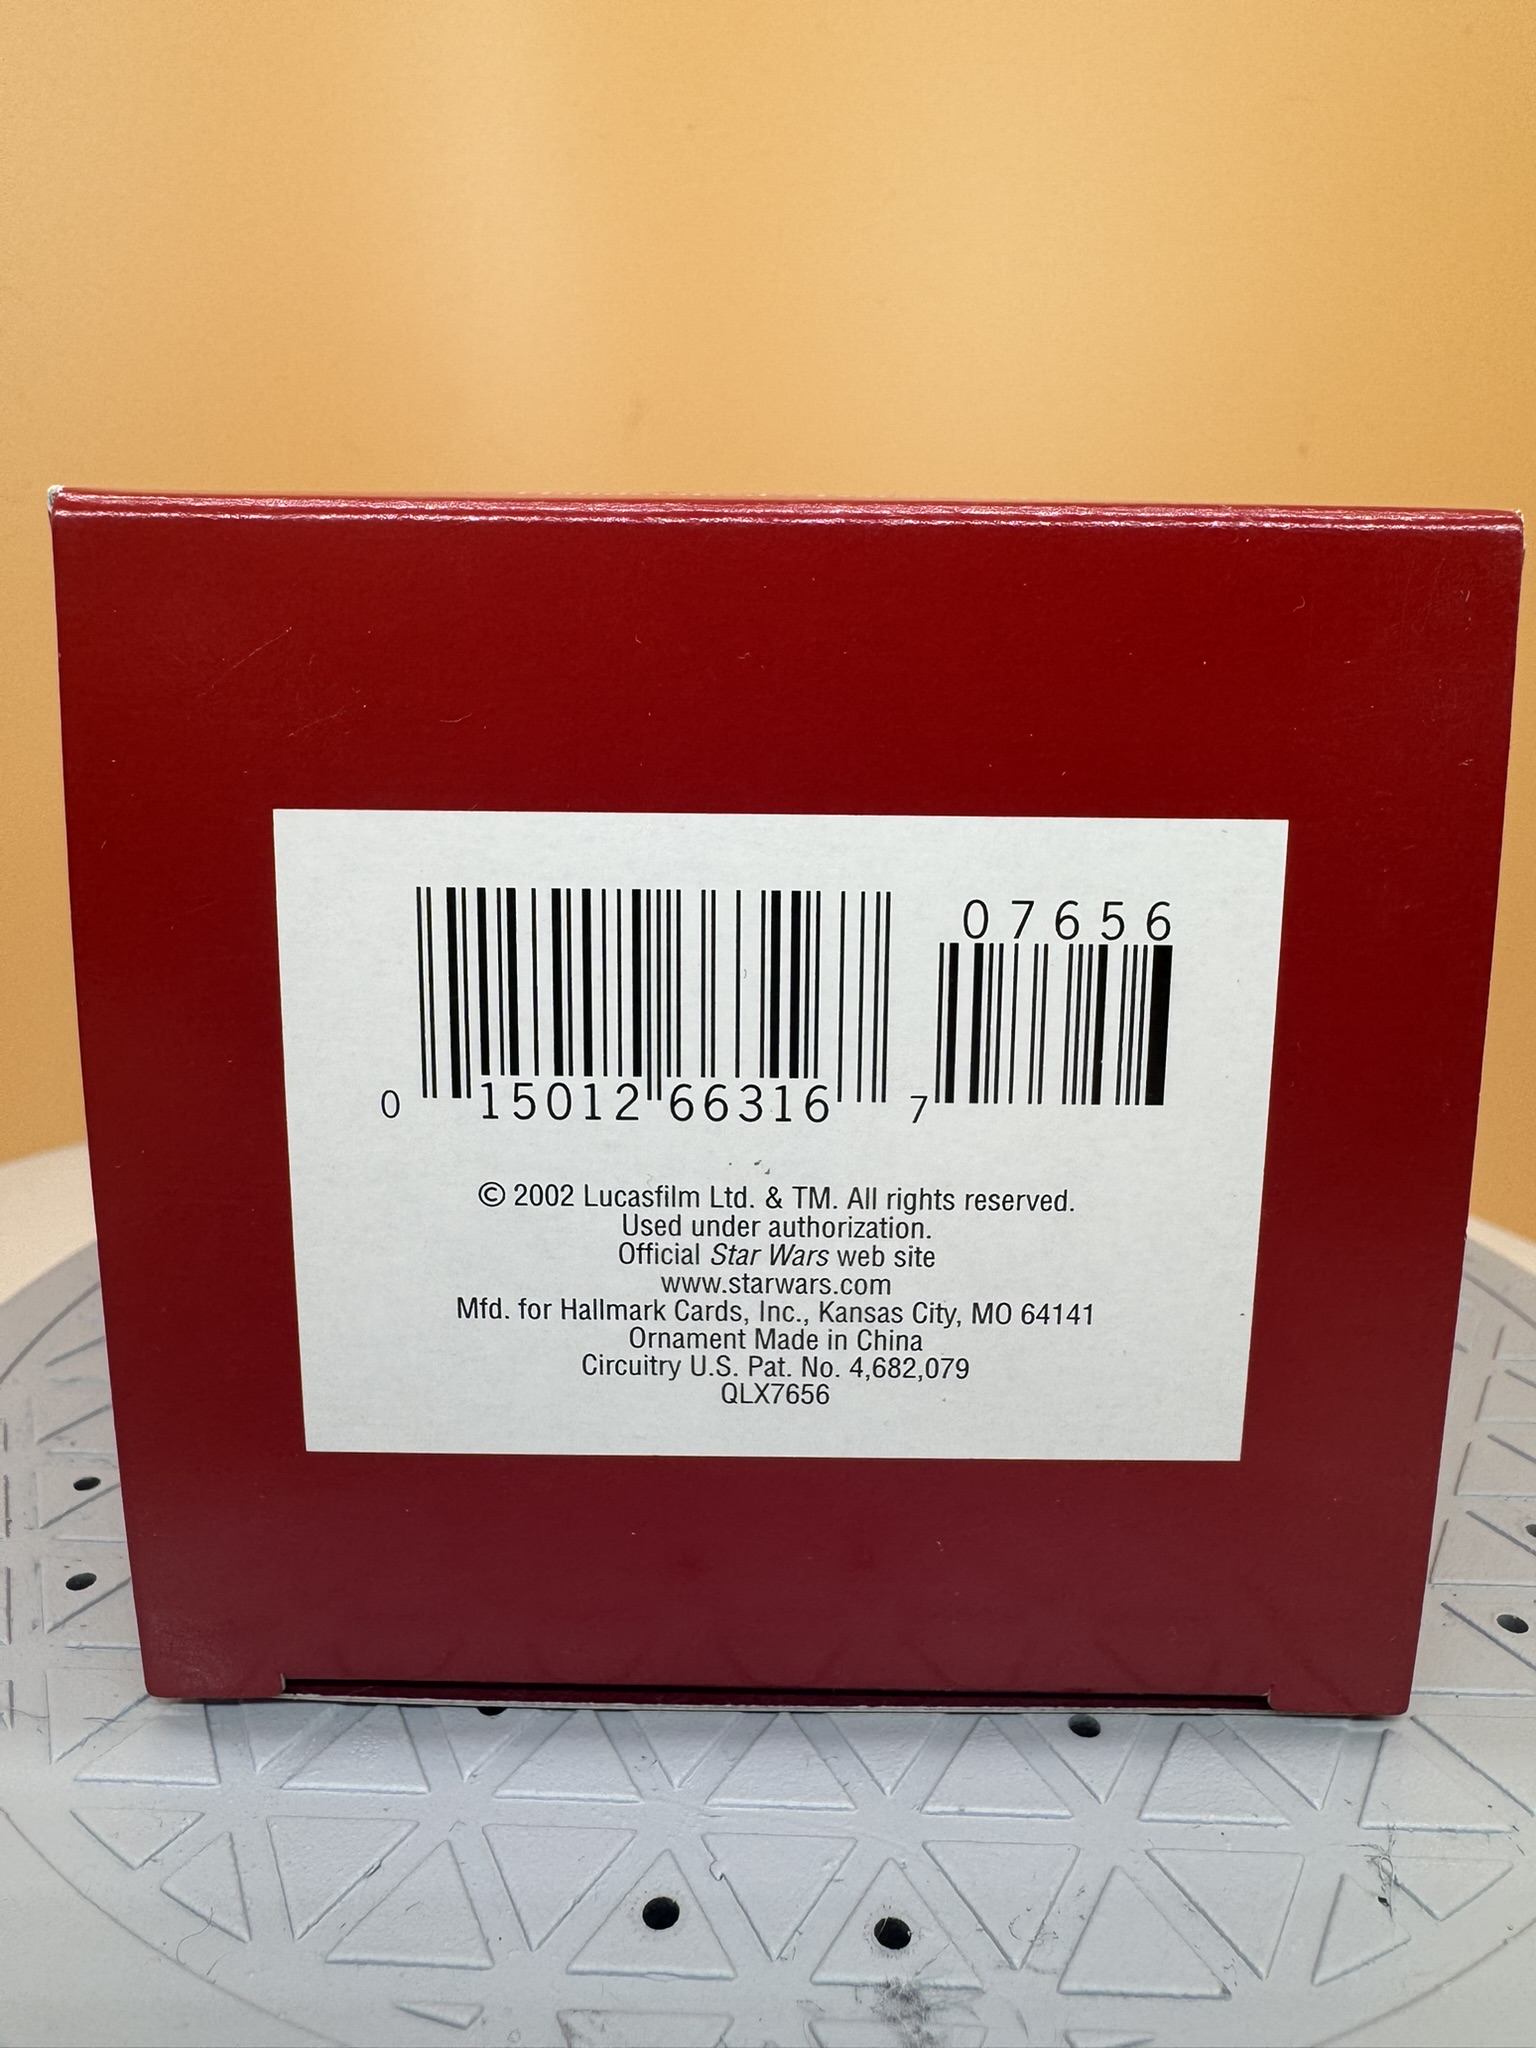 07656
0 15012 66316 7
© 2002 Lucasfilm Ltd. & TM. All rights reserved.
Used under authorization.
Official Star Wars web site
www.starwars.com
Mfd. for Hallmark Cards, Inc., Kansas City, MO 64141
Ornament Made in China
Circuitry U.S. Pat. No. 4,682,079
QLX7656